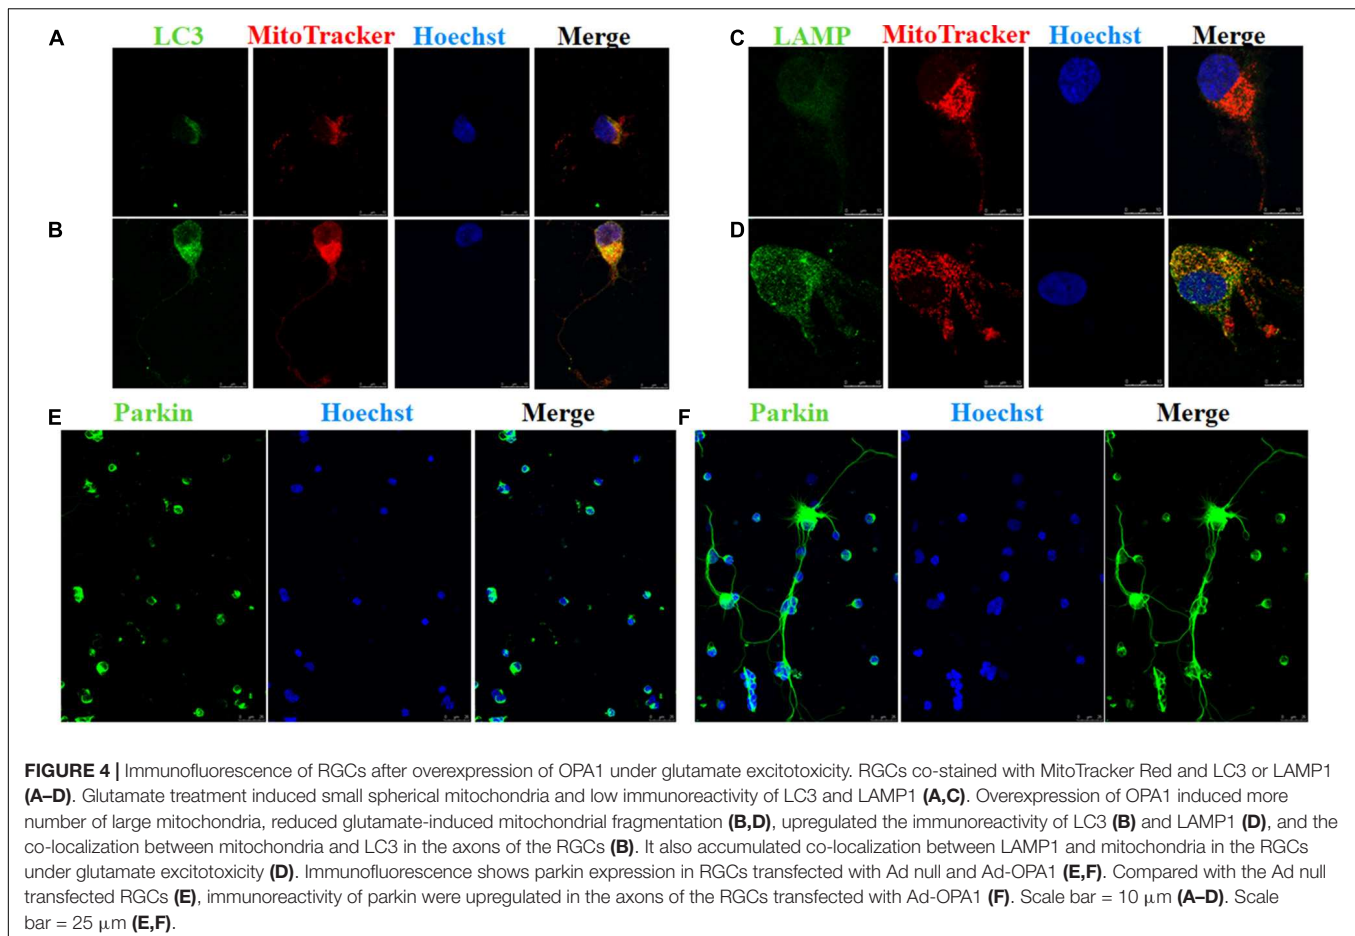 A LC3 MitoTracker Hoechst Merge
C LAMP MitoTracker Hoechst Merge
B
D
E Parkin Hoechst Merge
F Parkin Hoechst Merge
FIGURE 4 | Immunofluorescence of RGCs after overexpression of OPA1 under glutamate excitotoxicity. RGCs co-stained with MitoTracker Red and LC3 or LAMP1
(A–D). Glutamate treatment induced small spherical mitochondria and low immunoreactivity of LC3 and LAMP1 (A,C). Overexpression of OPA1 induced more
number of large mitochondria, reduced glutamate-induced mitochondrial fragmentation (B,D), upregulated the immunoreactivity of LC3 (B) and LAMP1 (D), and the
co-localization between mitochondria and LC3 in the axons of the RGCs (B). It also accumulated co-localization between LAMP1 and mitochondria in the RGCs
under glutamate excitotoxicity (D). Immunofluorescence shows parkin expression in RGCs transfected with Ad null and Ad-OPA1 (E,F). Compared with the Ad null
transfected RGCs (E), immunoreactivity of parkin were upregulated in the axons of the RGCs transfected with Ad-OPA1 (F). Scale bar = 10 μm (A–D). Scale
bar = 25 μm (E,F).